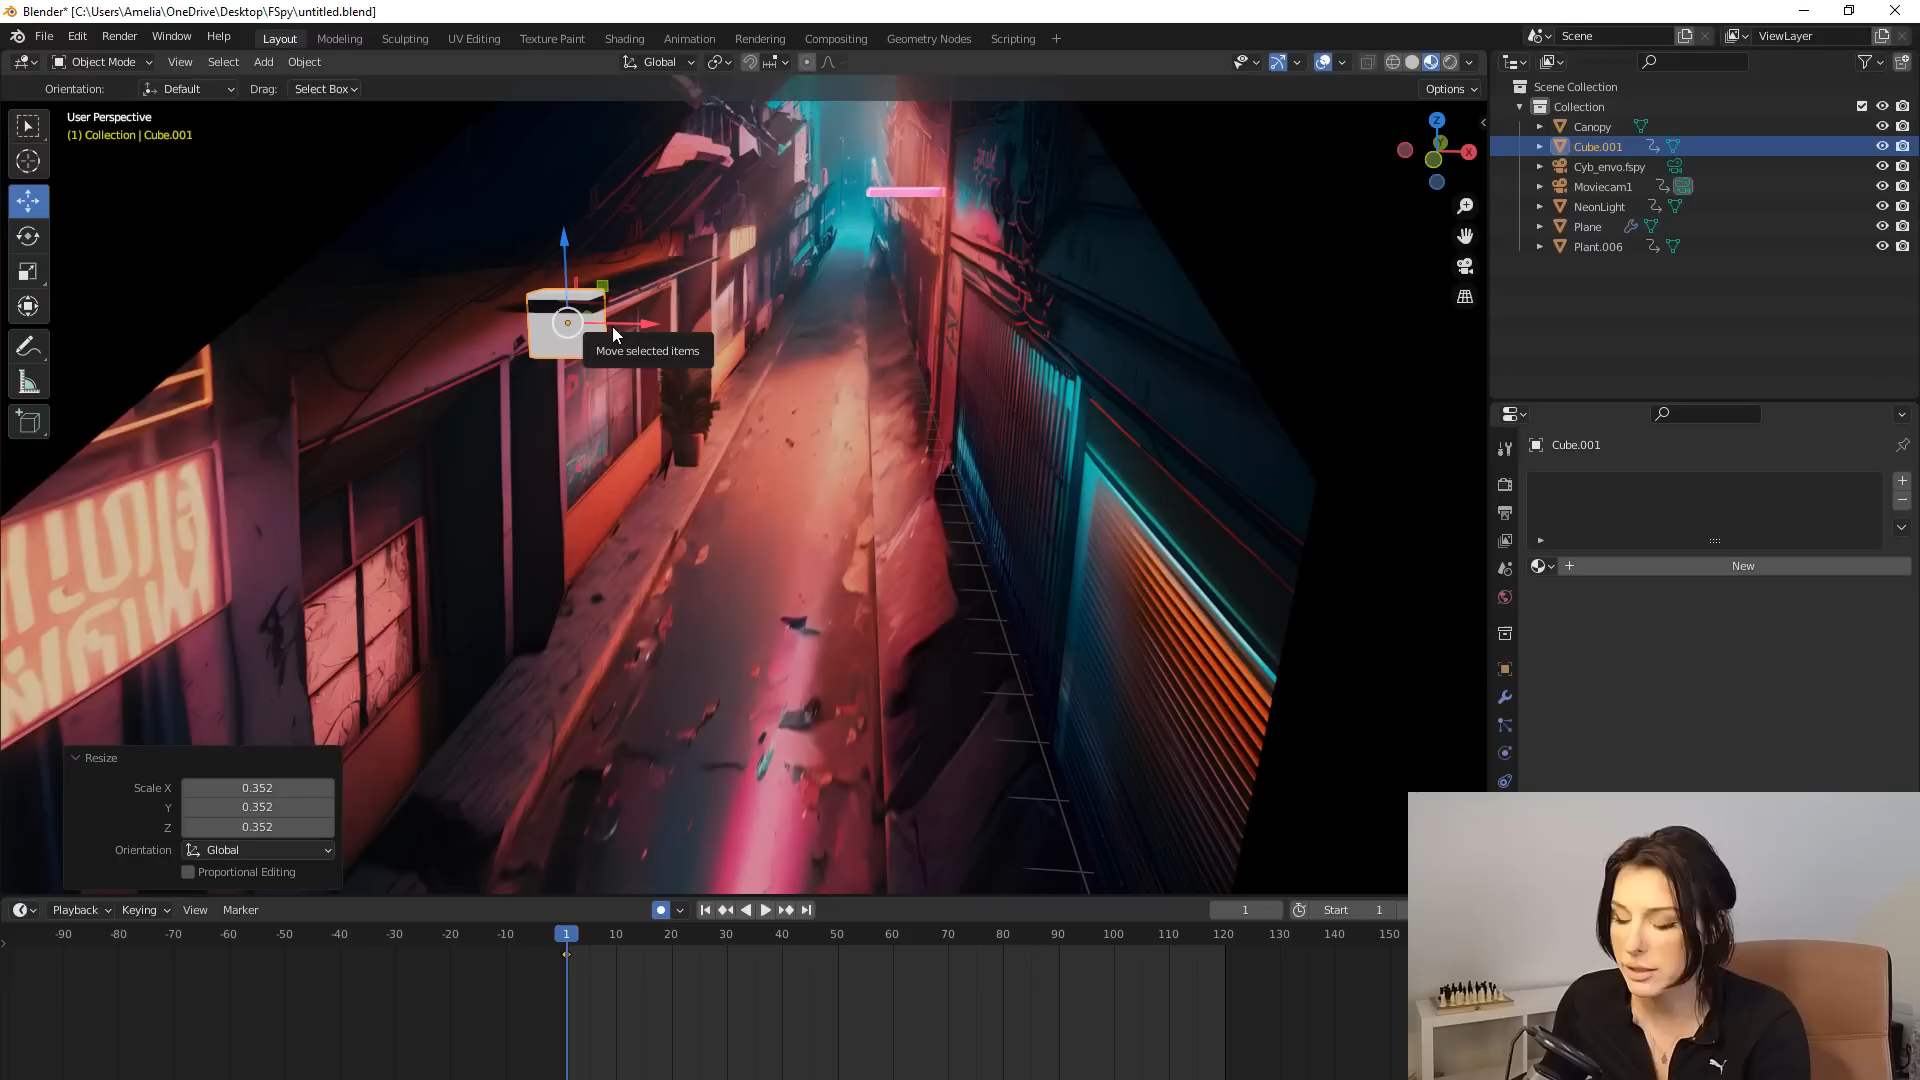 Blender* [C:\Users\Amelia\OneDrive\Desktop\FSpy\untitled.blend]
File Edit Render Window Help Layout Modeling Sculpting UV Editing Texture Paint Shading Animation Rendering Compositing Geometry Nodes Scripting + Scene ViewLayer
Object Mode View Select Add Object Global
Orientation: Default Drag: Select Box Options
User Perspective
(1) Collection | Cube.001
Z
Y
X
Move selected items
Scene Collection
Collection
Canopy
Cube.001
Cyb_envo.fspy
Moviecam1
NeonLight
Plane
Plant.006
Cube.001
New
Resize
Scale X 0.352
Y 0.352
Z 0.352
Orientation Global
Proportional Editing
Playback Keying View Marker 1 Start 1
-90 -80 -70 -60 -50 -40 -30 -20 -10 1 10 20 30 40 50 60 70 80 90 100 110 120 130 140 150